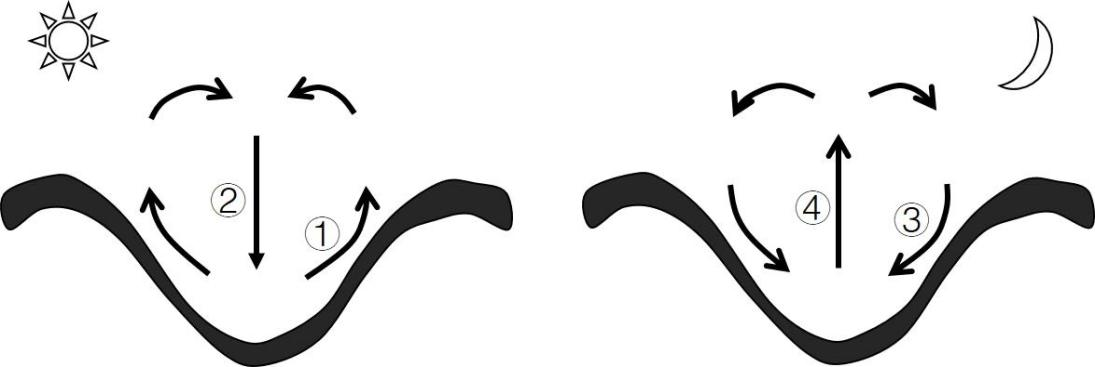 ②
①
④
③